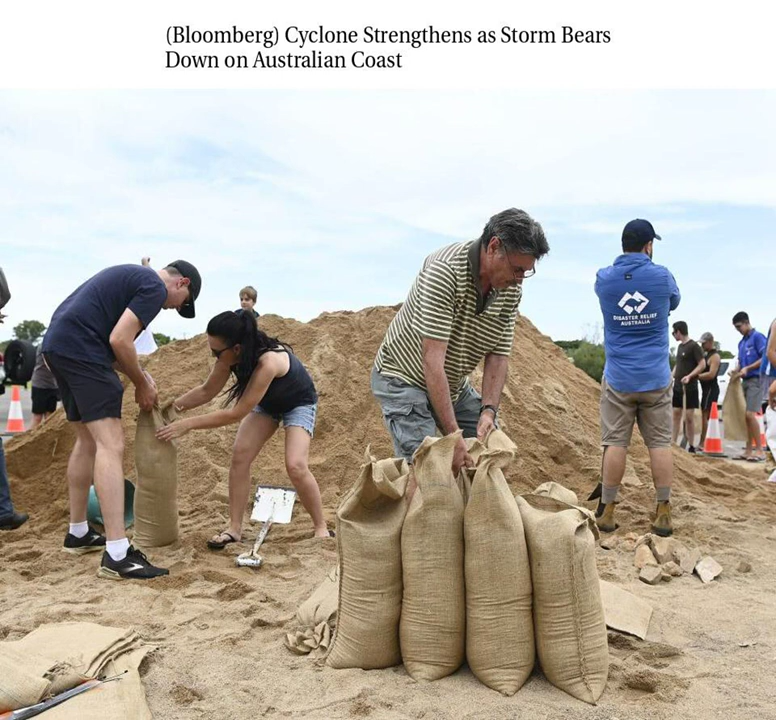 (Bloomberg) Cyclone Strengthens as Storm Bears
Down on Australian Coast
DISASTER RELIEF
AUSTRALIA